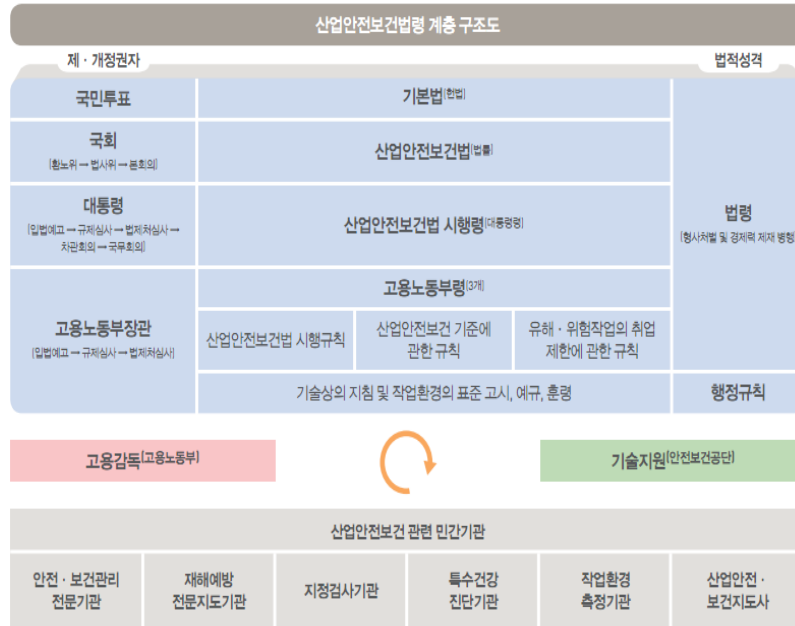 산업안전보건법령 계층 구조도
제 · 개정권자
법적성격
국민투표
기본법[헌법]
국회
[환노위 → 법사위 → 본회의]
산업안전보건법[법률]
대통령
[입법예고 → 규제심사 → 법제처심사 →
차관회의 → 국무회의]
산업안전보건법 시행령[대통령령]
법령
[형사처벌 및 경제력 제재 병행]
고용노동부장관
[입법예고 → 규제심사 → 법제처심사]
고용노동부령[3개]
산업안전보건법 시행규칙
산업안전보건 기준에
관한 규칙
유해 · 위험작업의 취업
제한에 관한 규칙
기술상의 지침 및 작업환경의 표준 고시, 예규, 훈령
행정규칙
고용감독[고용노동부]
기술지원[안전보건공단]
산업안전보건 관련 민간기관
안전 · 보건관리
전문기관
재해예방
전문지도기관
지정검사기관
특수건강
진단기관
작업환경
측정기관
산업안전 ·
보건지도사